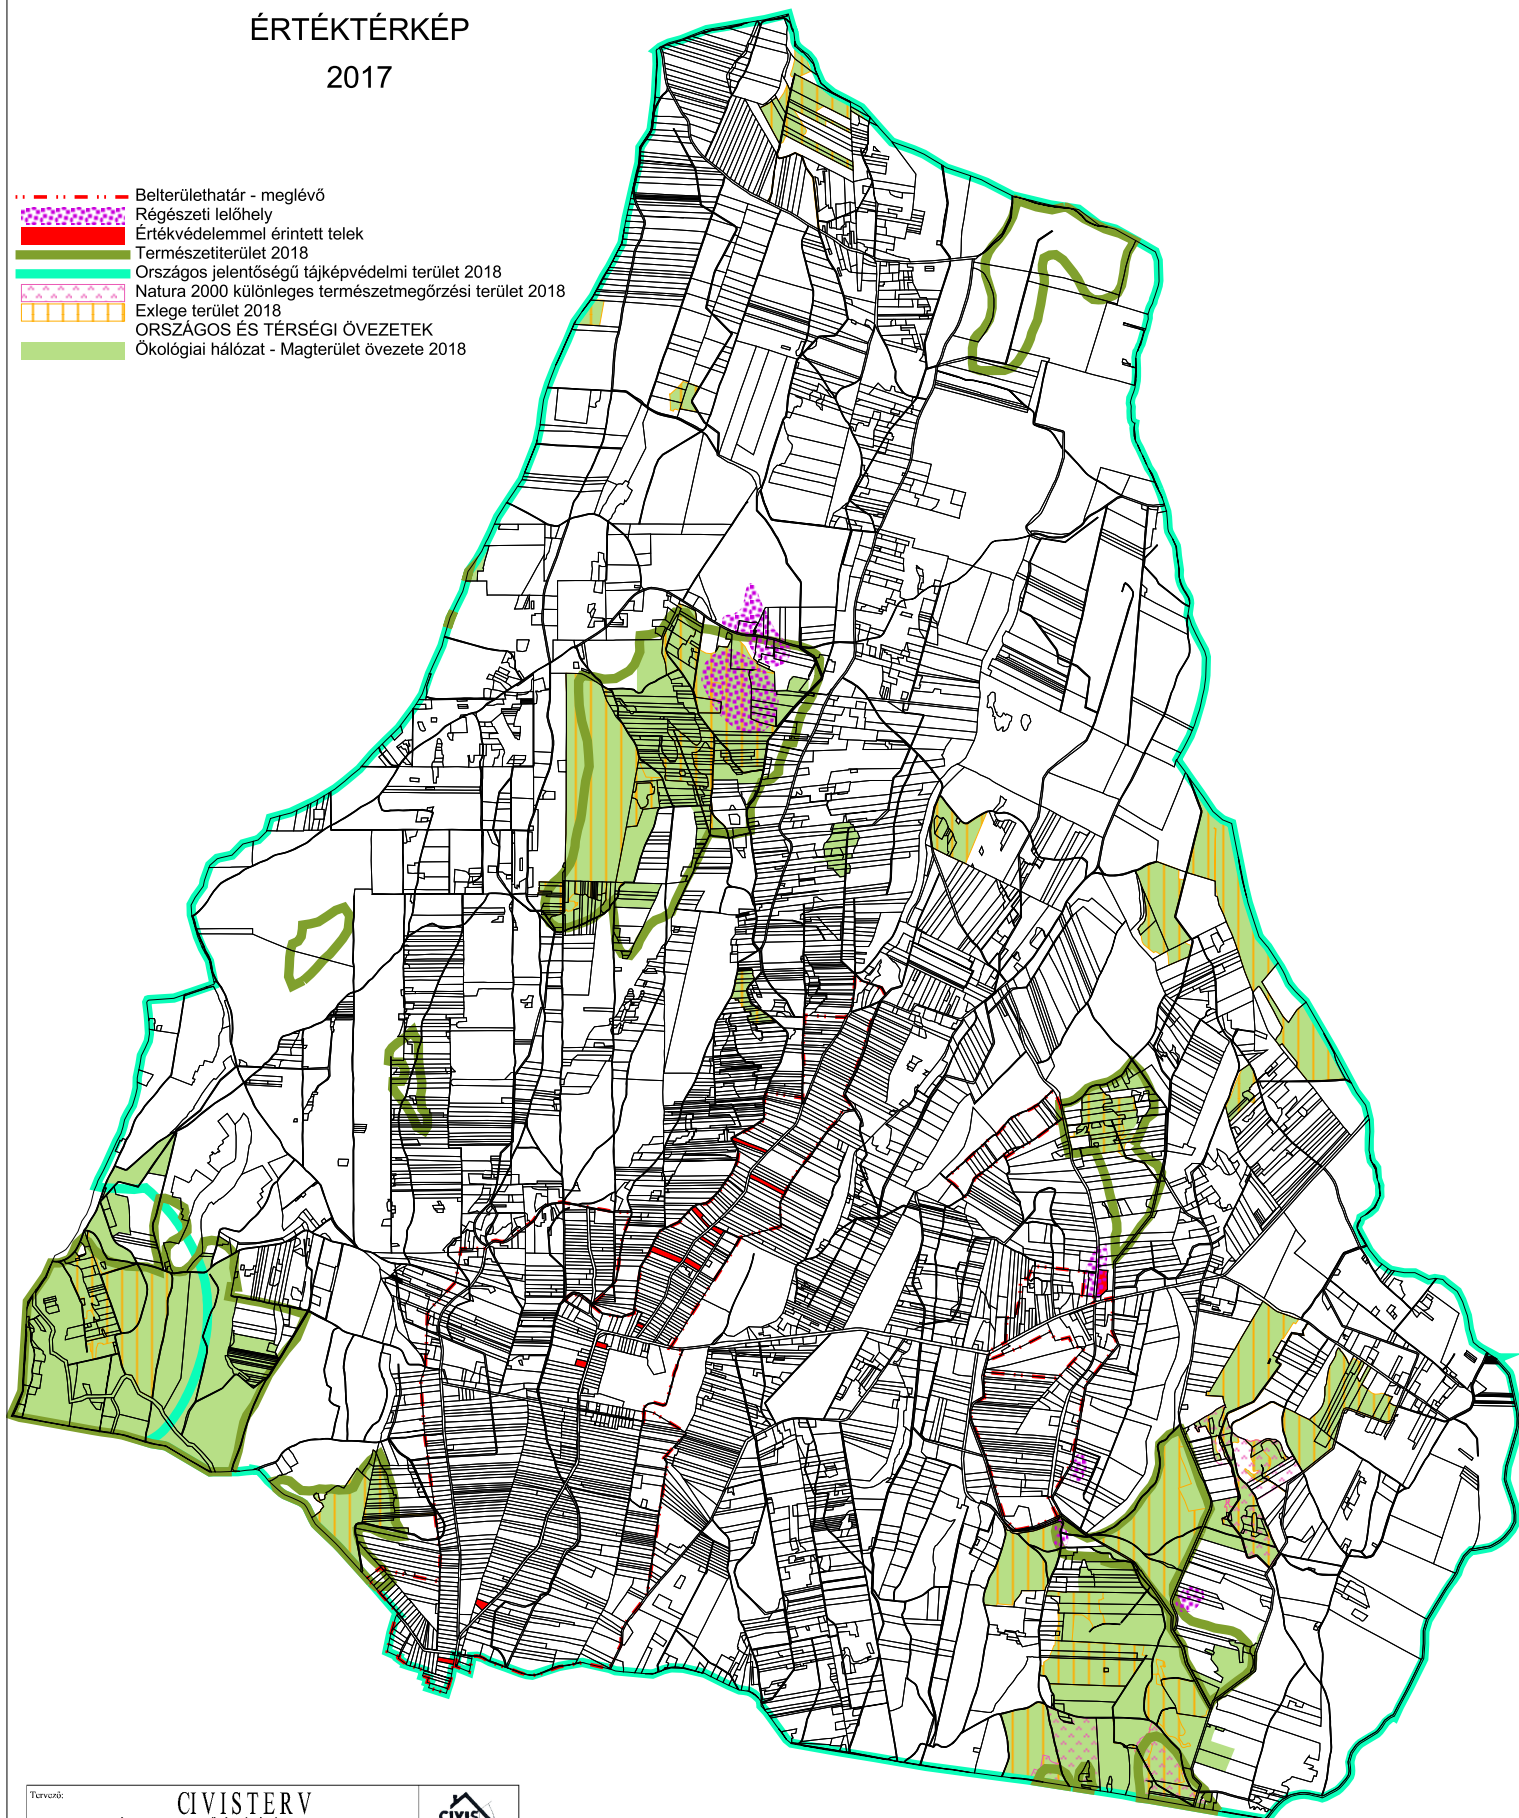 ÉRTÉKTÉRKÉP
2017
Belterülethatár - meglévő
Régészeti lelőhely
Értékvédelemmel érintett telek
Természetiterület 2018
Országos jelentőségű tájképvédelmi terület 2018
Natura 2000 különleges természetmegőrzési terület 2018
Exlege terület 2018
ORSZÁGOS ÉS TÉRSÉGI ÖVEZETEK
Ökológiai hálózat - Magterület övezete 2018
Tervező:
CIVISTERV
CIVIS